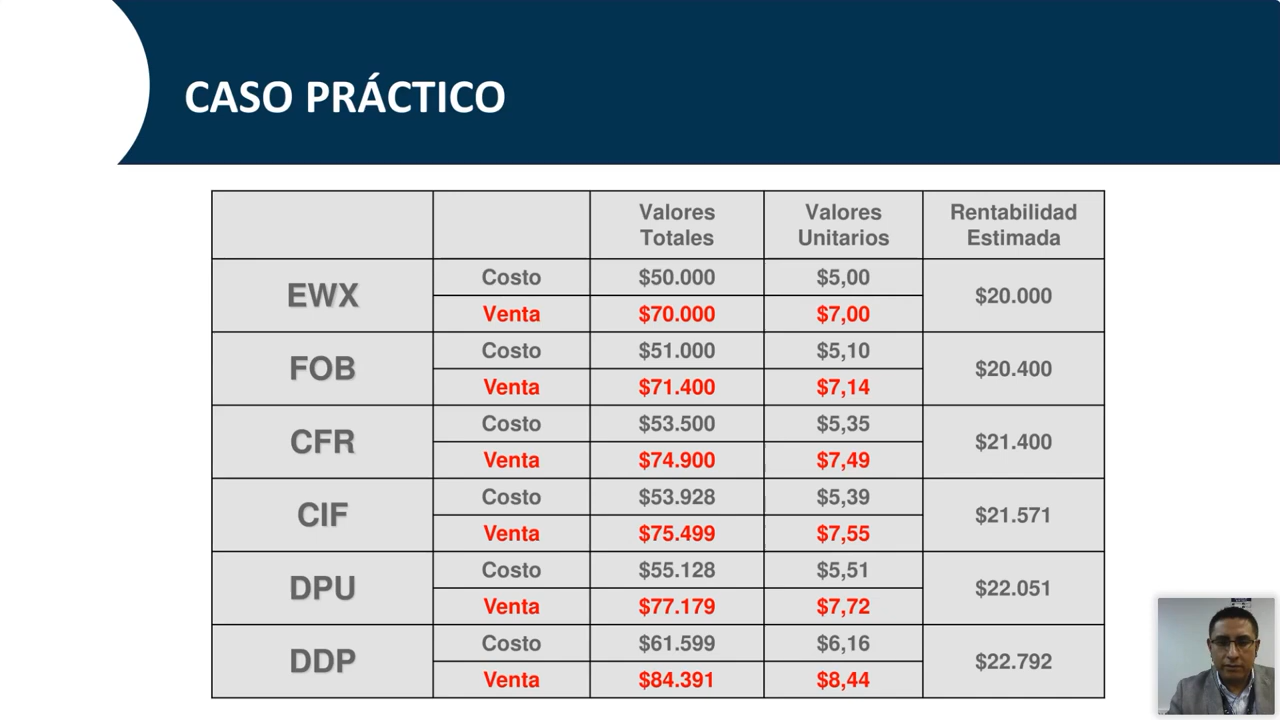 CASO PRÁCTICO
Valores Totales
Valores Unitarios
Rentabilidad Estimada
EWX
Costo $50.000 $5,00 $20.000
Venta $70.000 $7,00
FOB
Costo $51.000 $5,10 $20.400
Venta $71.400 $7,14
CFR
Costo $53.500 $5,35 $21.400
Venta $74.900 $7,49
CIF
Costo $53.928 $5,39 $21.571
Venta $75.499 $7,55
DPU
Costo $55.128 $5,51 $22.051
Venta $77.179 $7,72
DDP
Costo $61.599 $6,16 $22.792
Venta $84.391 $8,44